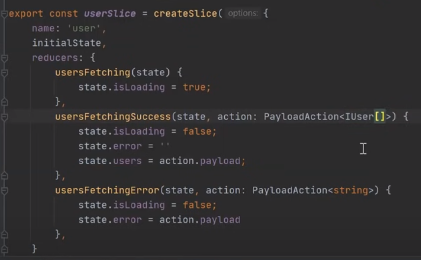 export const userSlice = createSlice( options: {
    name: 'user',
    initialState,
    reducers: {
        usersFetching(state) {
            state.isLoading = true;
        },
        usersFetchingSuccess(state, action: PayloadAction<IUser[]>) {
            state.isLoading = false;
            state.error = ''
            state.users = action.payload;
        },
        usersFetchingError(state, action: PayloadAction<string>) {
            state.isLoading = false;
            state.error = action.payload
        },
    }